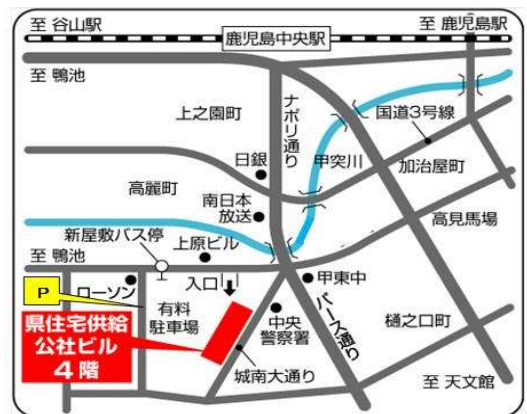 至 谷山駅
鹿児島中央駅
至 鹿児島駅
至 鴨池
上之園町
ナポリ通り
国道3号線
日銀
甲突川
加治屋町
高麗町
南日本
放送
高見馬場
新屋敷バス停
上原ビル
至 鴨池
入口
甲東中
P
ローソン
有料
駐車場
中央
警察署
パース通り
樋之口町
県住宅供給
公社ビル
4階
城南大通り
至 天文館